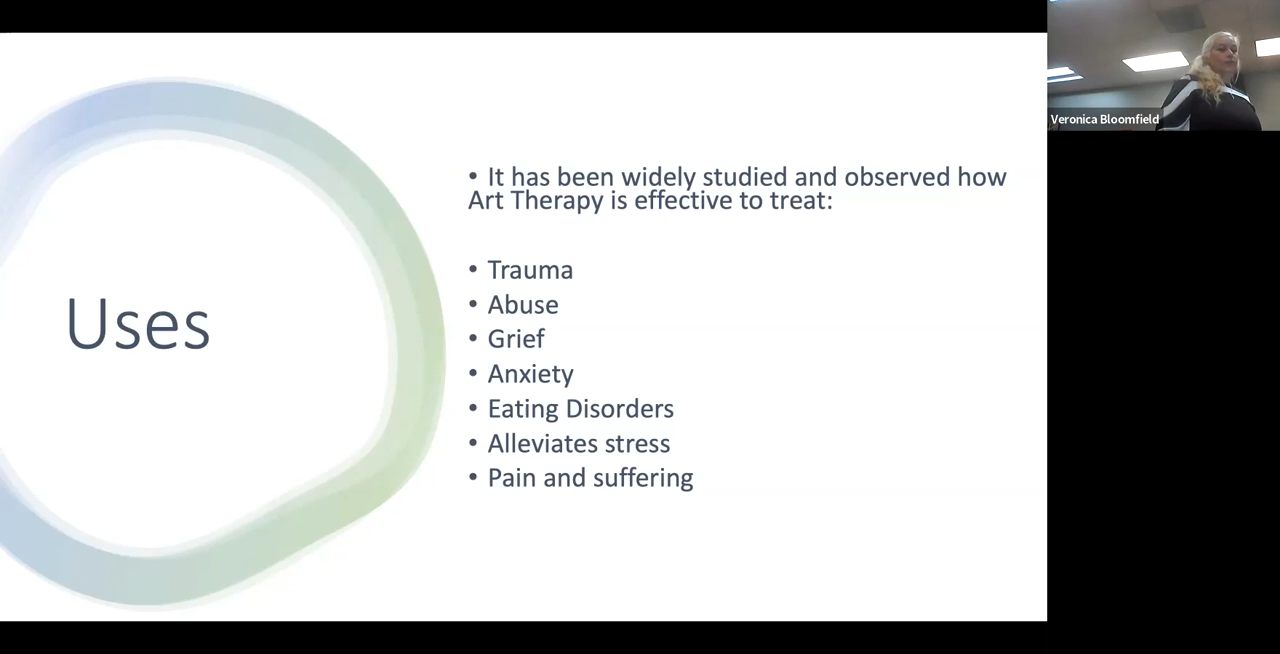 Uses
• It has been widely studied and observed how
Art Therapy is effective to treat:
• Trauma
• Abuse
• Grief
• Anxiety
• Eating Disorders
• Alleviates stress
• Pain and suffering
Veronica Bloomfield